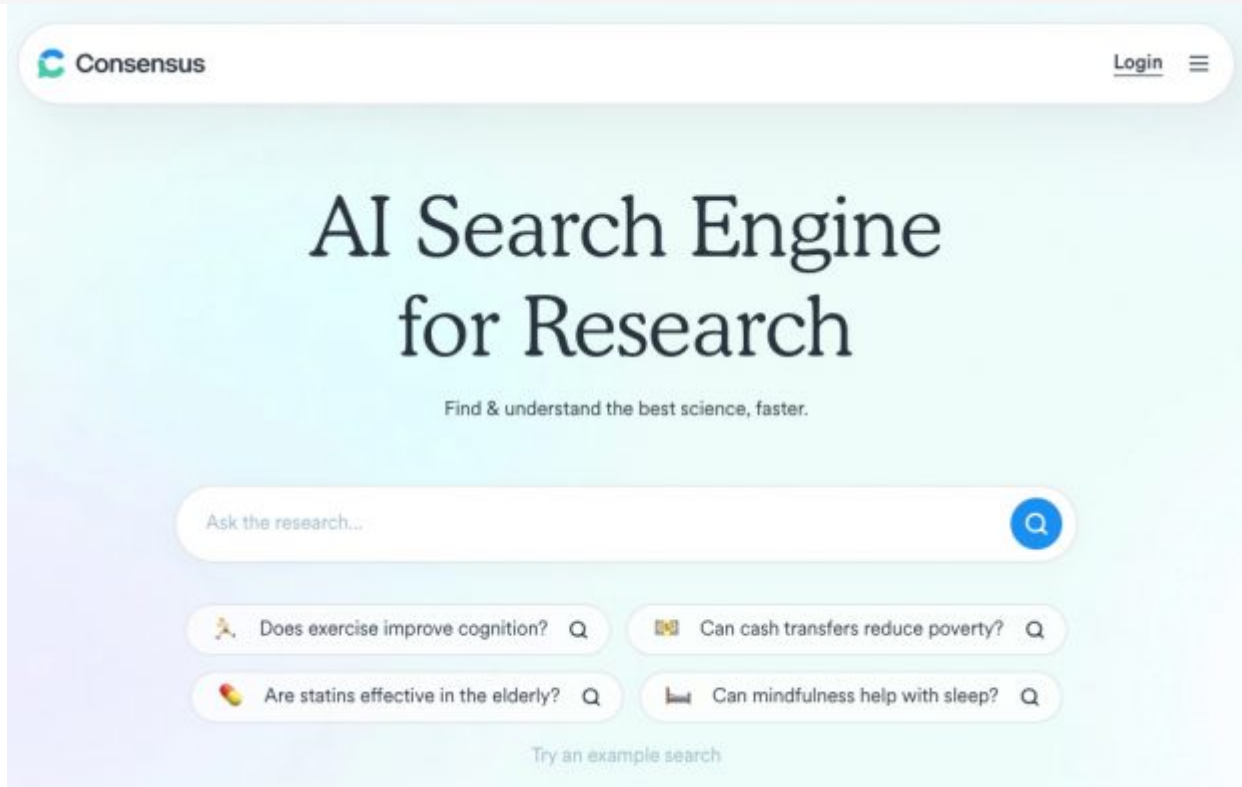 Consensus
Login
AI Search Engine
for Research
Find & understand the best science, faster.
Ask the research...
Does exercise improve cognition?
Can cash transfers reduce poverty?
Are statins effective in the elderly?
Can mindfulness help with sleep?
Try an example search